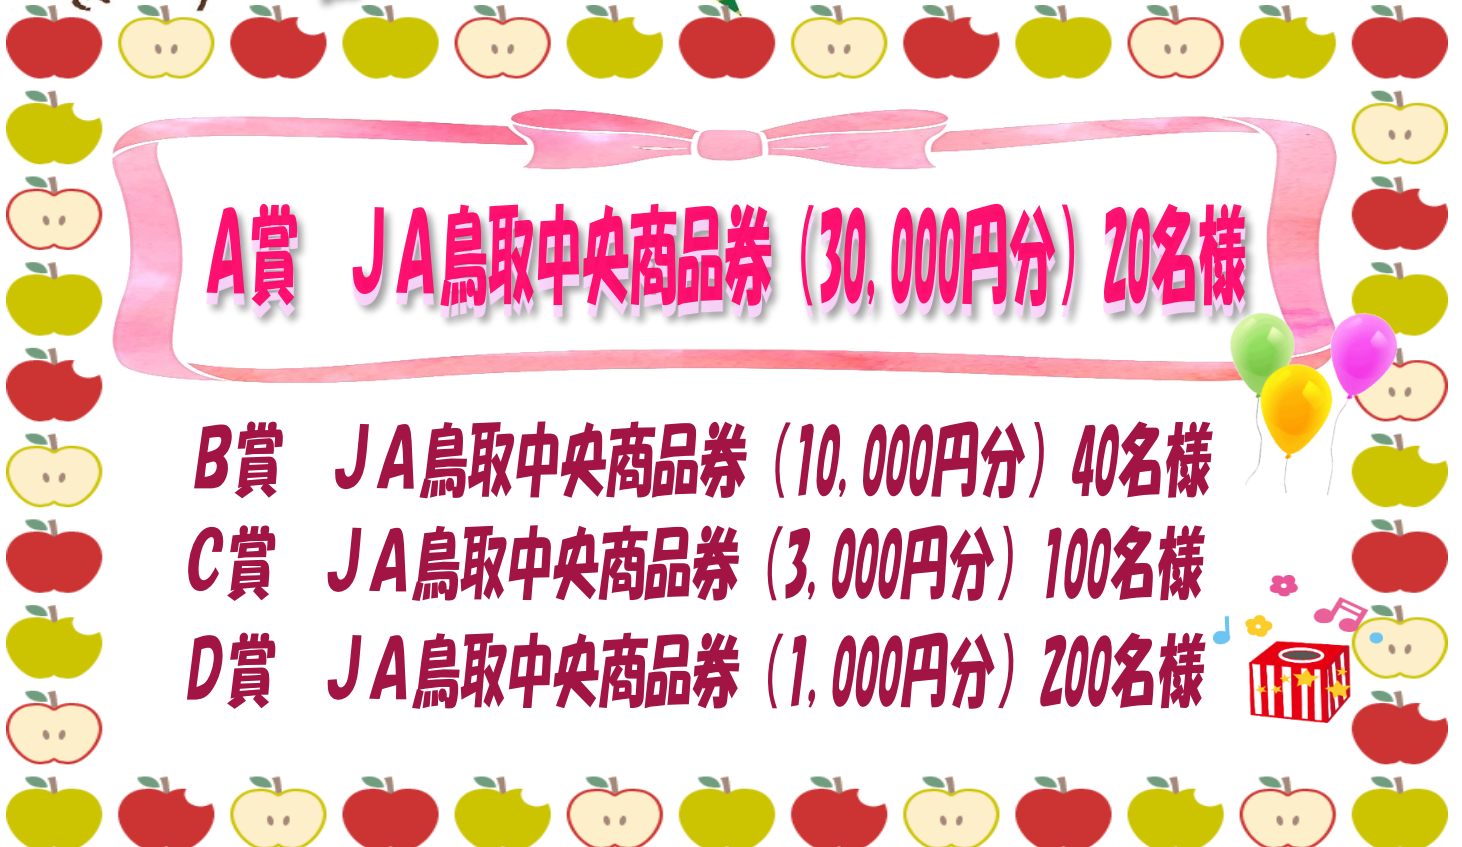 A賞　JA鳥取中央商品券（30,000円分）20名様
B賞　JA鳥取中央商品券（10,000円分）40名様
C賞　JA鳥取中央商品券（3,000円分）100名様
D賞　JA鳥取中央商品券（1,000円分）200名様